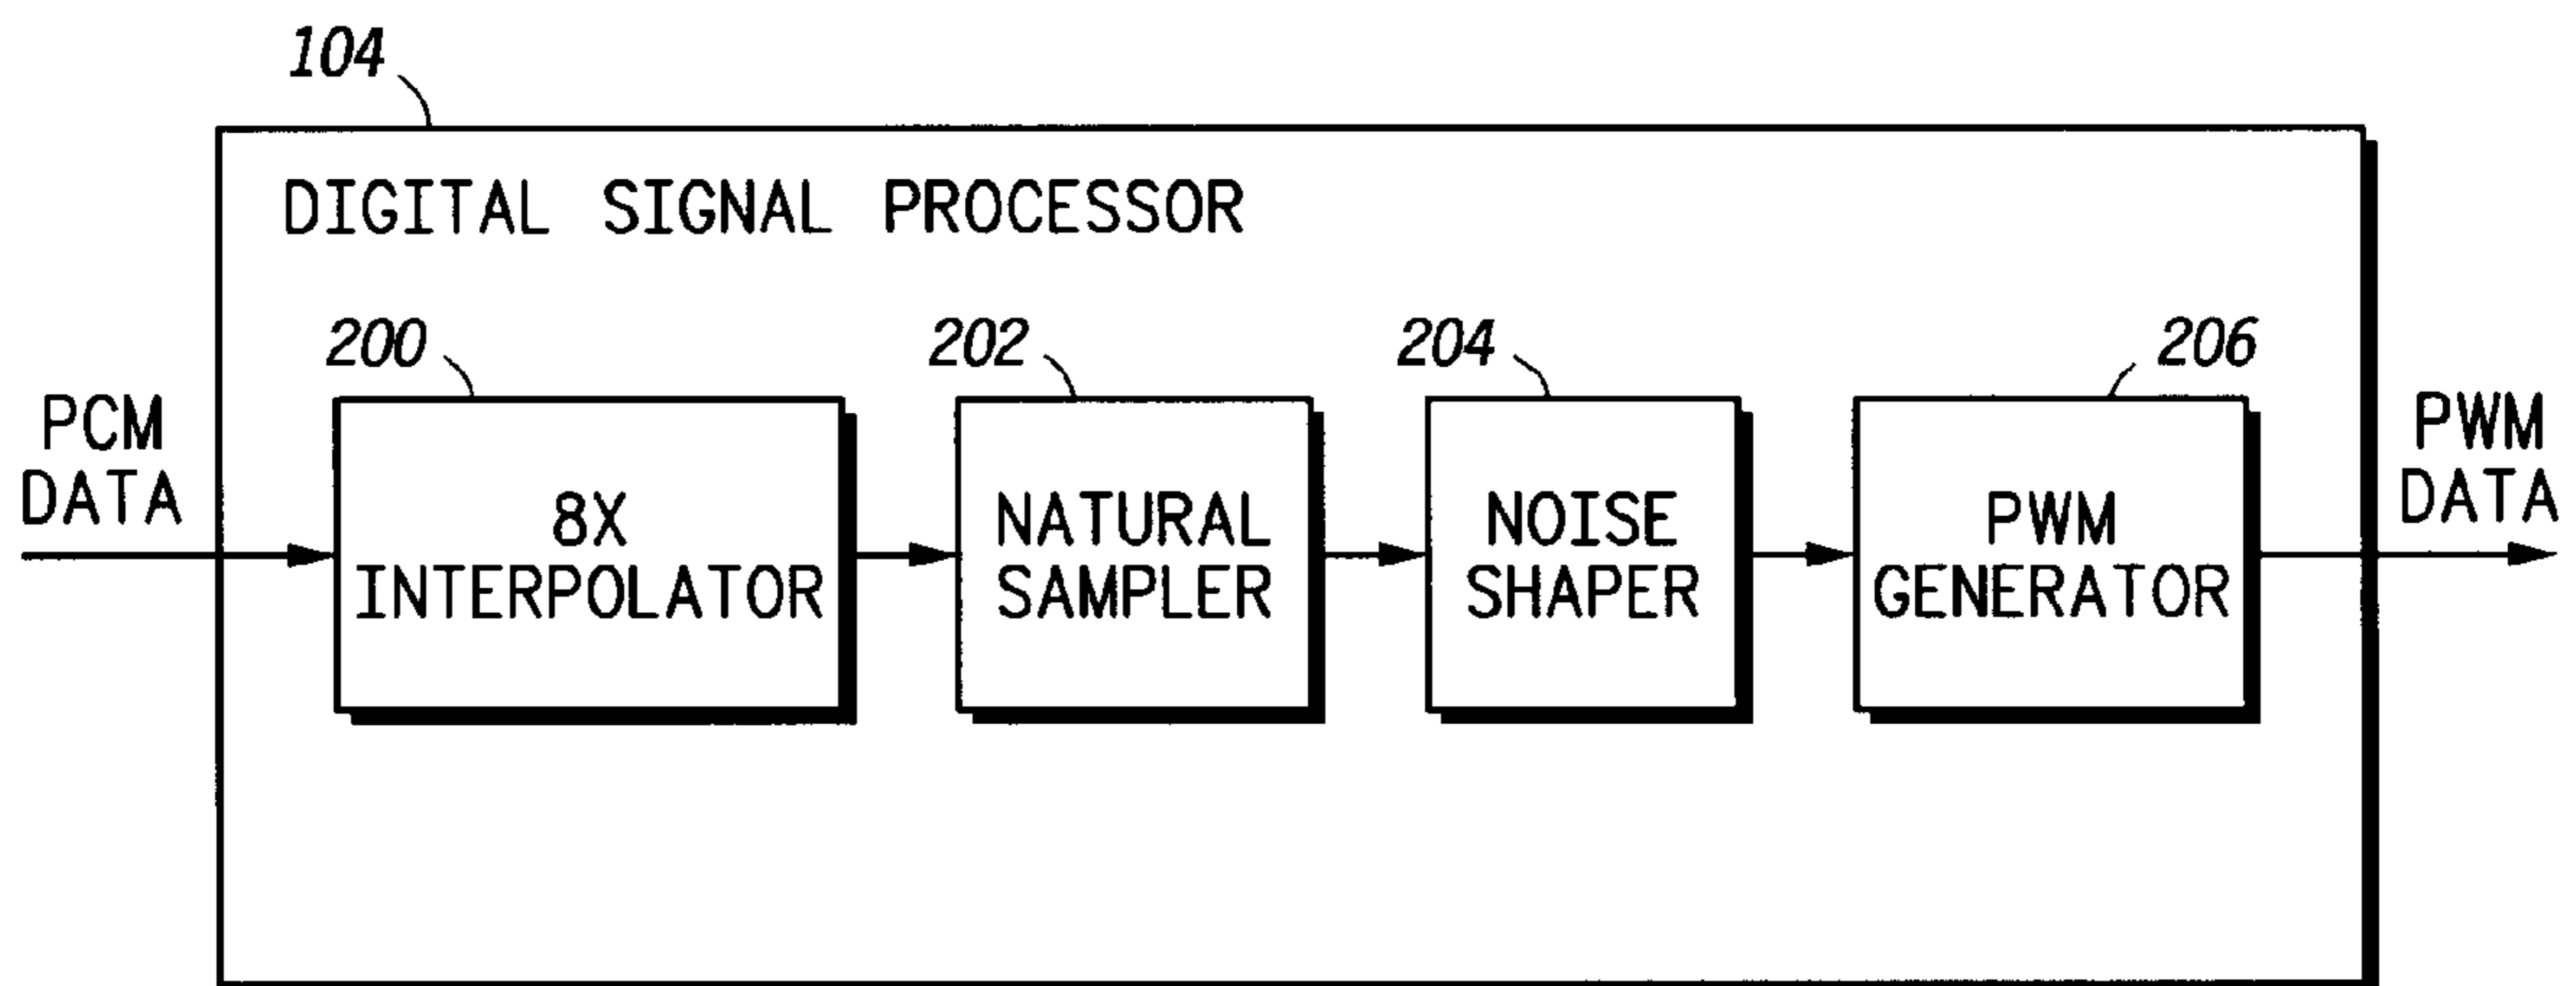 104
DIGITAL SIGNAL PROCESSOR
200
202
204
206
PCM
DATA
8X
INTERPOLATOR
NATURAL
SAMPLER
NOISE
SHAPER
PWM
GENERATOR
PWM
DATA